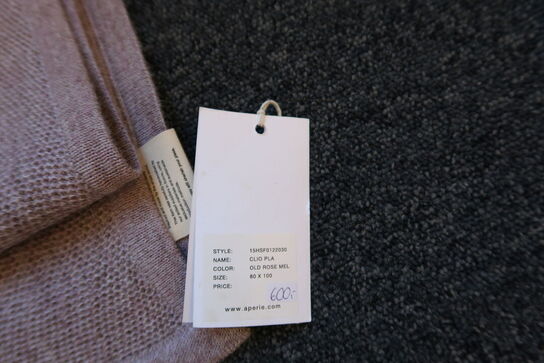 STYLE: 15HSF0122030
NAME: CLIO PLA
COLOR: OLD ROSE MEL
SIZE: 80 X 100
PRICE: 600,-
www.aperie.com